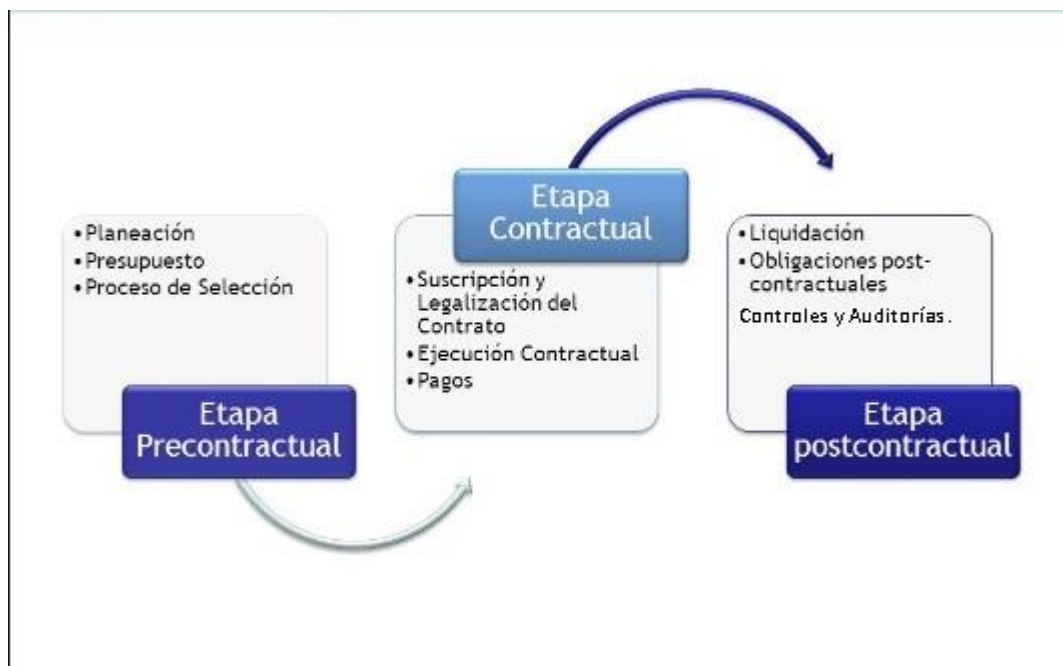 • Planeación
• Presupuesto
• Proceso de Selección
Etapa
Precontractual
Etapa
Contractual
• Suscripción y
Legalización del
Contrato
• Ejecución Contractual
• Pagos
• Liquidación
• Obligaciones post-
contractuales
Controles y Auditorías.
Etapa
postcontractual